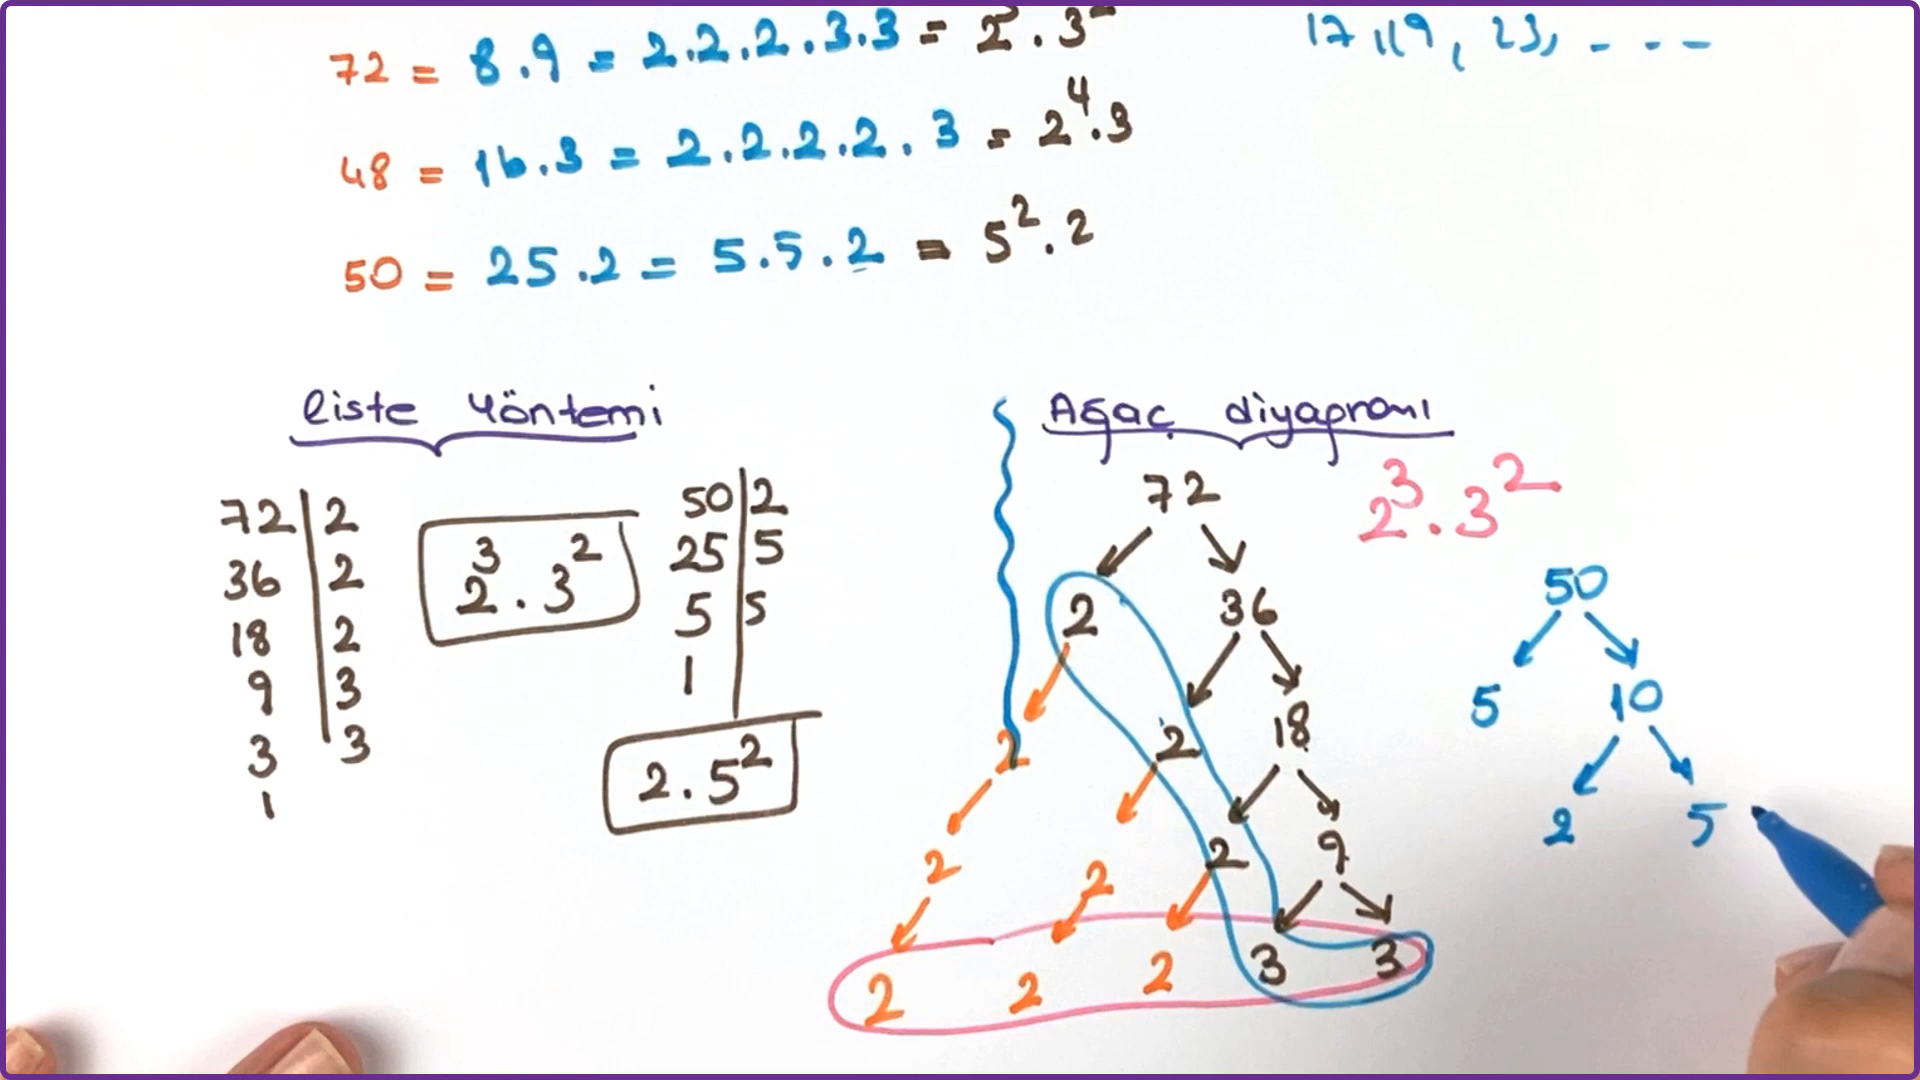 72 = 8.9 = 2.2.2.3.3 = 2 . 3
17, 19, 23, ---
48 = 16.3 = 2.2.2.2.3 = 2⁴.3
50 = 25.2 = 5.5.2 = 5².2
liste Yöntemi
Ağaç diyagramı
72 | 2
36 | 2
18 | 2
9 | 3
3 3
1
2³.3²
50 | 2
25 | 5
5 | 5
1
2.5²
72
2 36
2 2 18
2 2 2 9
2 2 2 3 3
2³.3²
50
5 10
2 5